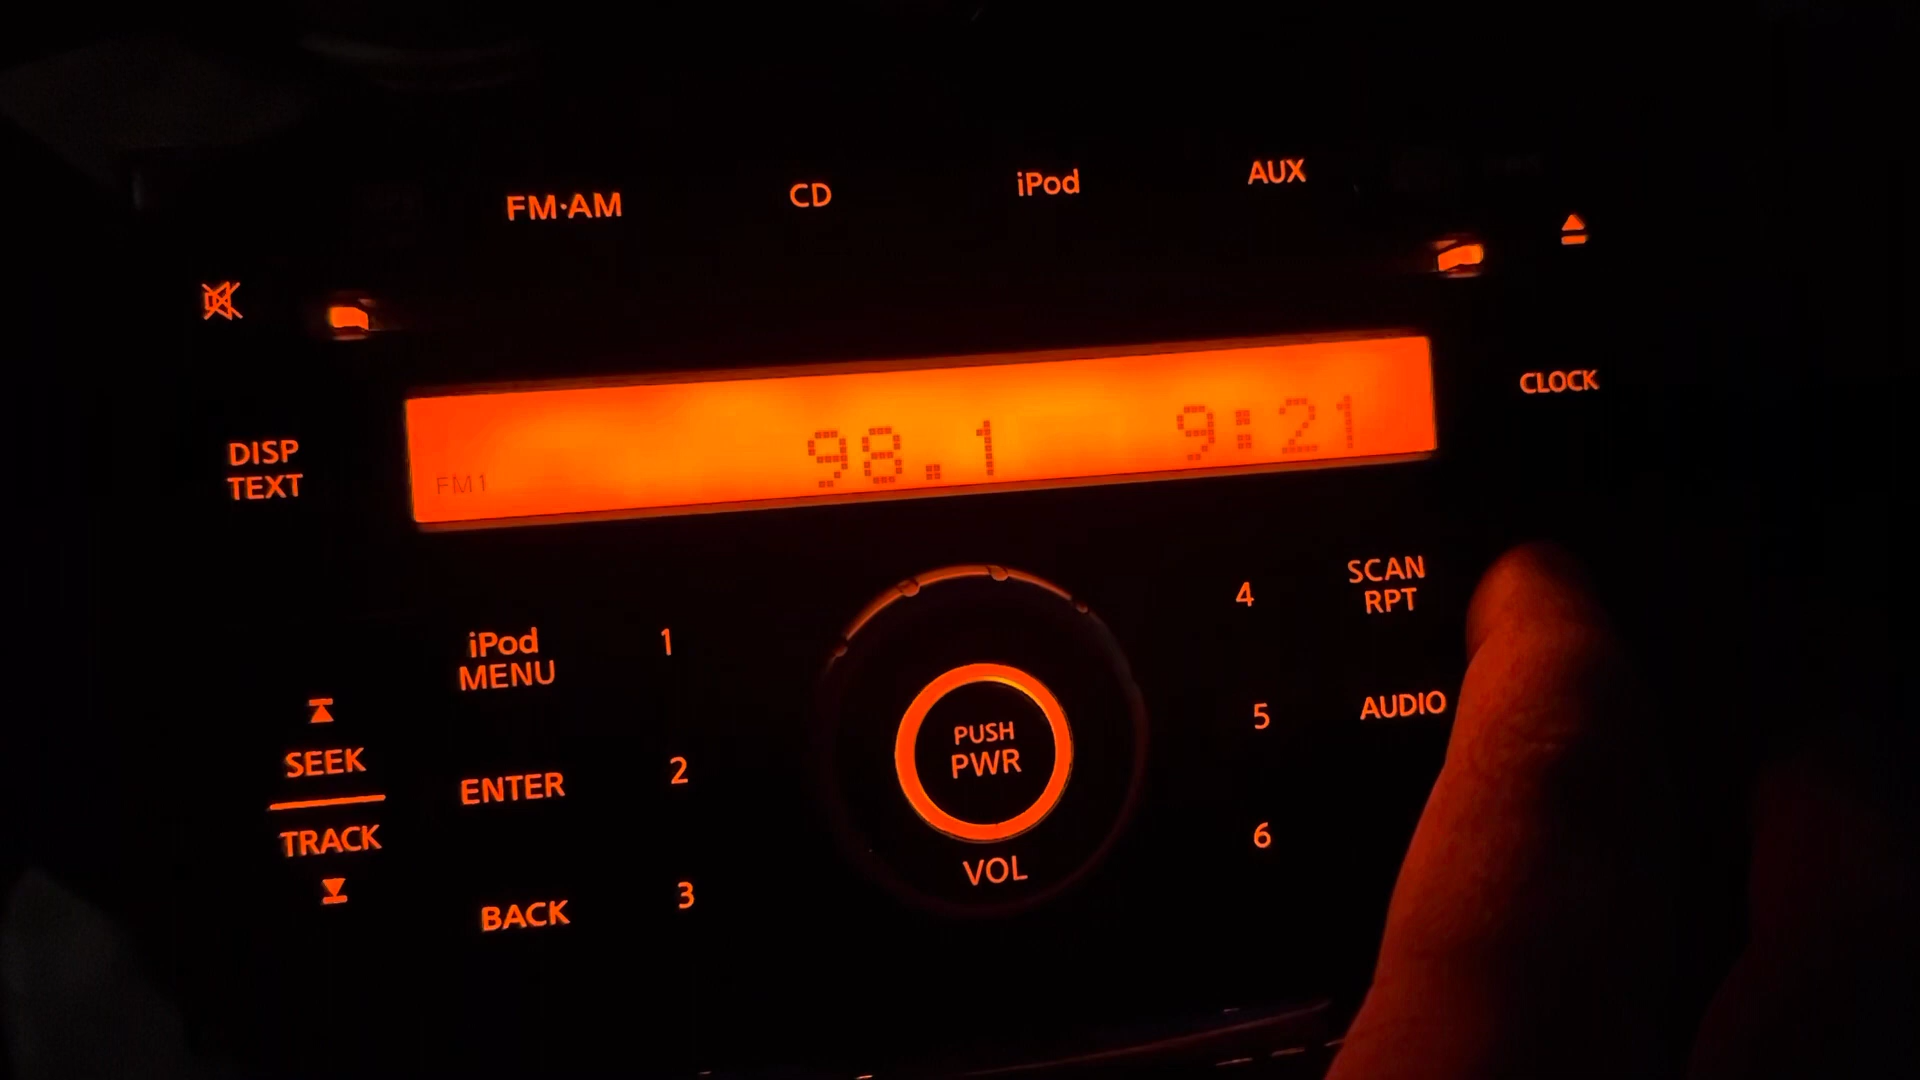 FM·AM
CD
iPod
AUX
CLOCK
DISP
TEXT
FM1
98.1
9:21
iPod
MENU
1
4
SCAN
RPT
SEEK
TRACK
ENTER
2
PUSH
PWR
VOL
5
AUDIO
BACK
3
6